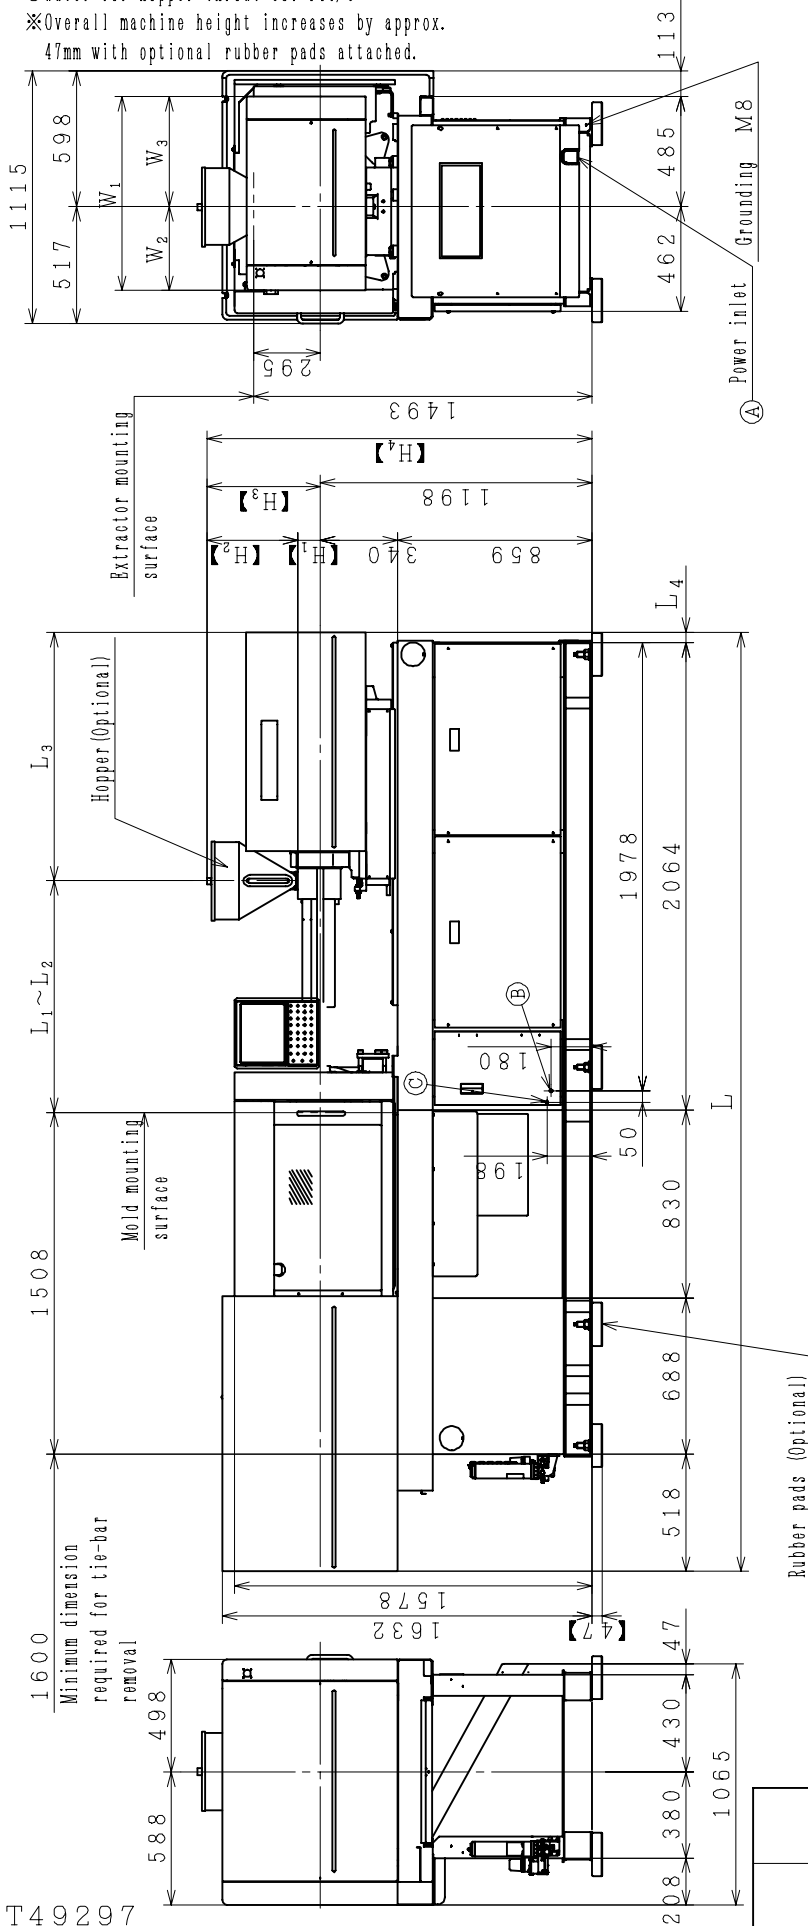 ※Overall machine height increases by approx.
47mm with optional rubber pads attached.
1115
598
517
W1
W3
W2
295
1493
113
485
462
Grounding M8
Power inlet
A
Extractor mounting
surface
【H4】
【H3】
1198
【H2】
【H1】
340
859
L4
L3
Hopper(Optional)
L1~L2
1978
2064
B
C
180
198
50
L
Mold mounting
surface
1508
830
688
518
Rubber pads (Optional)
1578
1632
【47】
1600
Minimum dimension
required for tie-bar
removal
498
588
47
430
380
208
1065
T49297